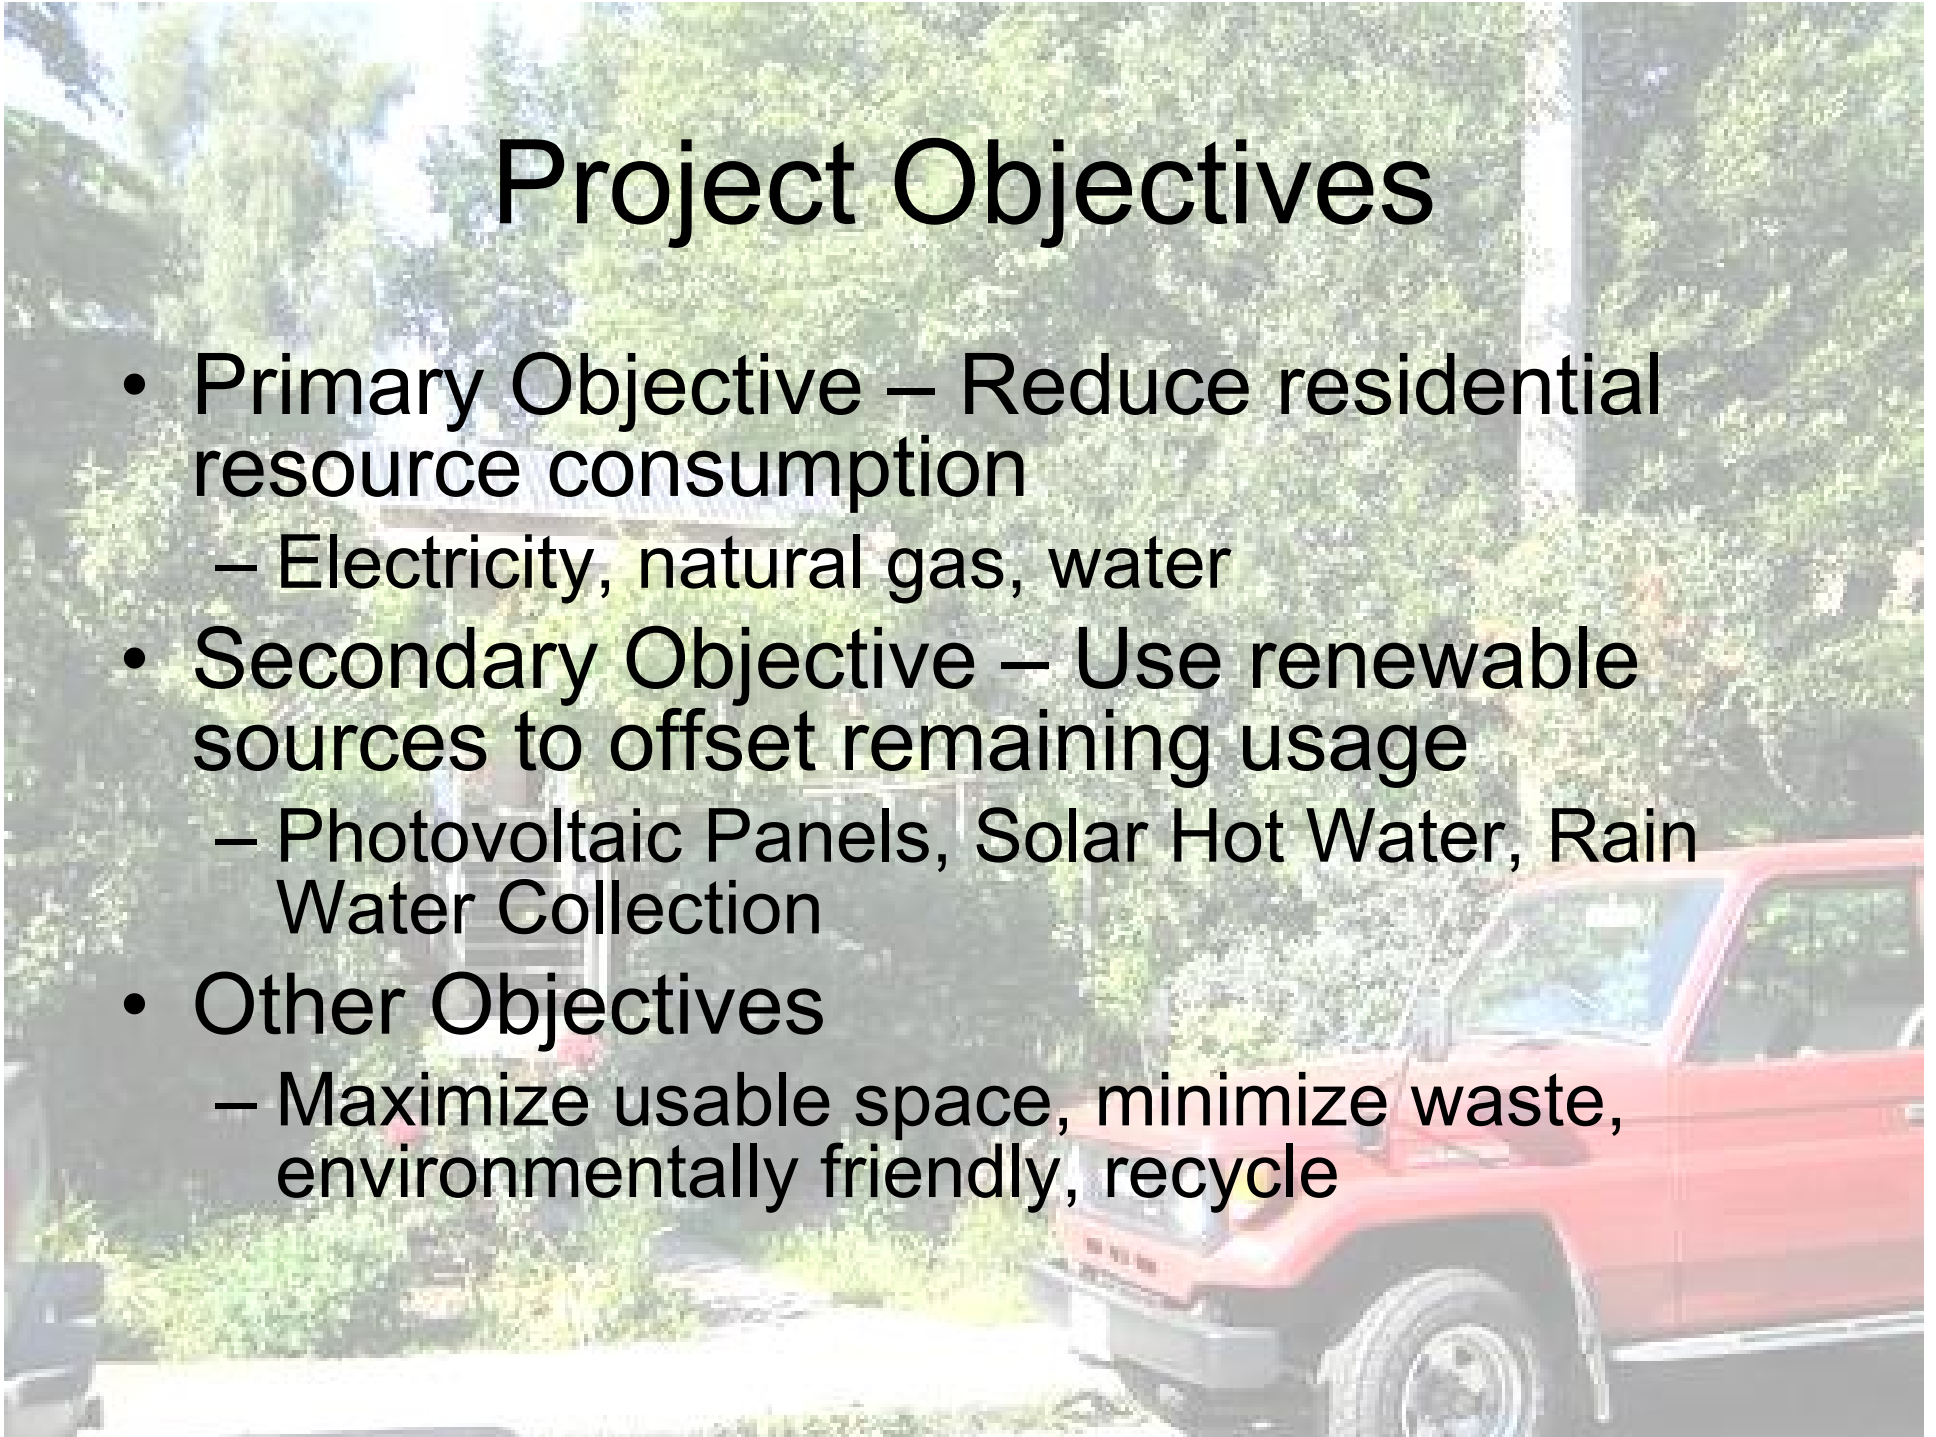 Project Objectives
• Primary Objective – Reduce residential
resource consumption
– Electricity, natural gas, water
• Secondary Objective – Use renewable
sources to offset remaining usage
– Photovoltaic Panels, Solar Hot Water, Rain
Water Collection
• Other Objectives
– Maximize usable space, minimize waste,
environmentally friendly, recycle